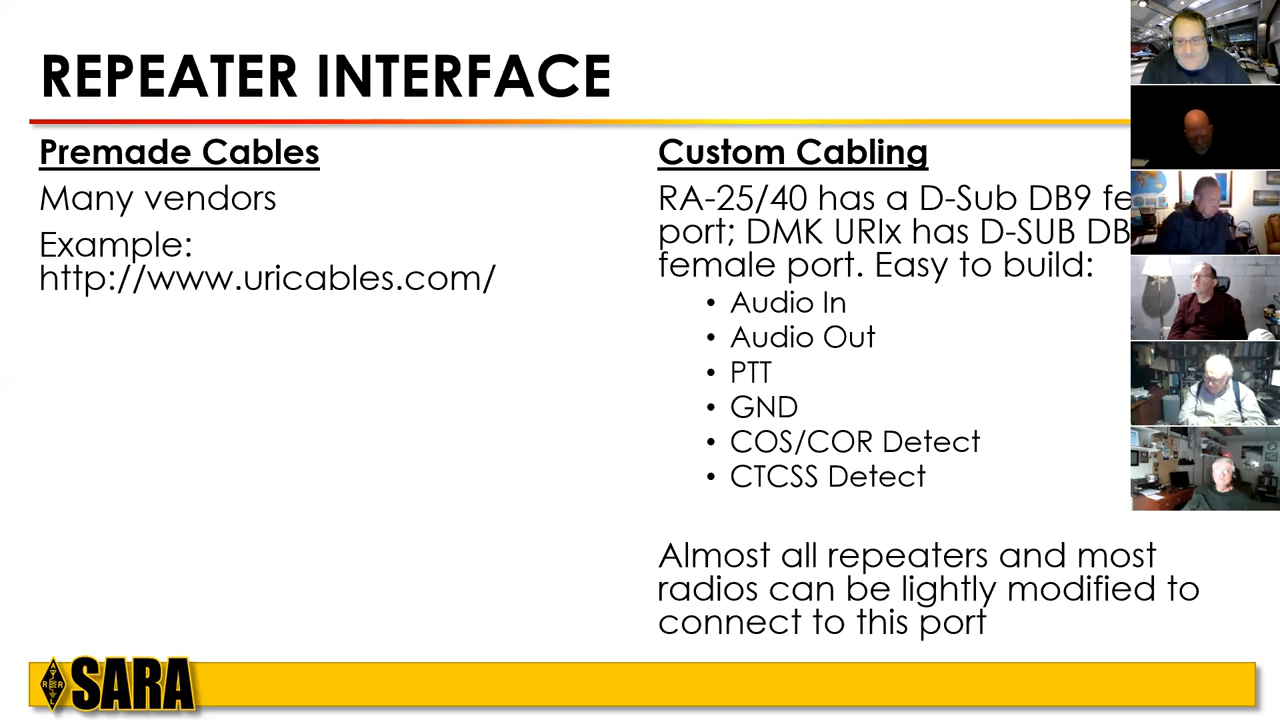 REPEATER INTERFACE
Premade Cables
Many vendors
Example:
http://www.uricables.com/
Custom Cabling
RA-25/40 has a D-Sub DB9
port; DMK URIx has D-SUB
female port. Easy to build:
• Audio In
• Audio Out
• PTT
• GND
• COS/COR Detect
• CTCSS Detect
Almost all repeaters and most
radios can be lightly modified to
connect to this port
SARA